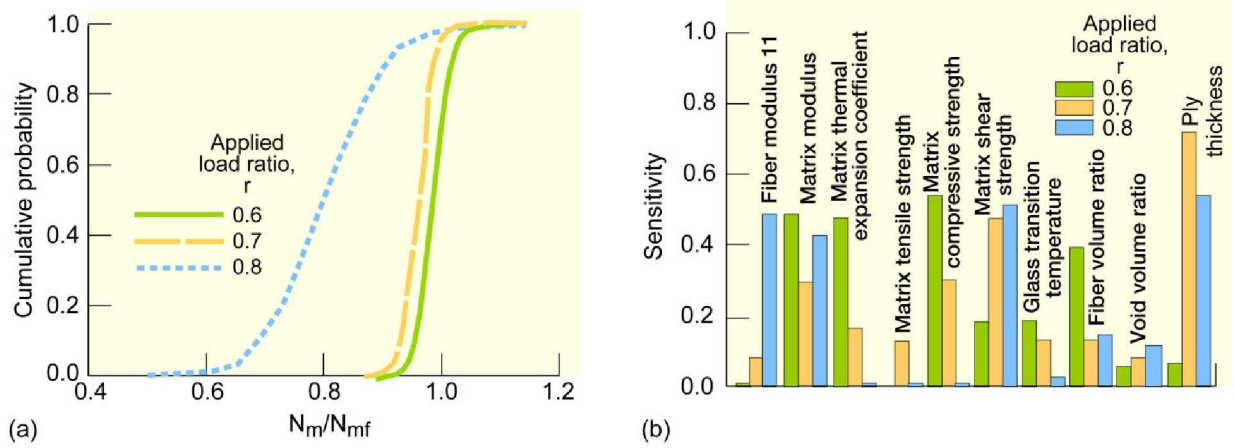 1.0
0.8
0.6
0.4
0.2
0.0
Cumulative probability
Applied
load ratio,
r
0.6
0.7
0.8
0.4
0.6
0.8
1.0
1.2
Nm/Nmf
(a)
1.0
0.8
0.6
0.4
0.2
0.0
Sensitivity
Fiber modulus 11
Matrix modulus
Matrix thermal
expansion coefficient
Matrix tensile strength
Matrix
compressive strength
Matrix shear
strength
Glass transition
temperature
Fiber volume ratio
Void volume ratio
Ply
thickness
Applied
load ratio,
r
0.6
0.7
0.8
(b)